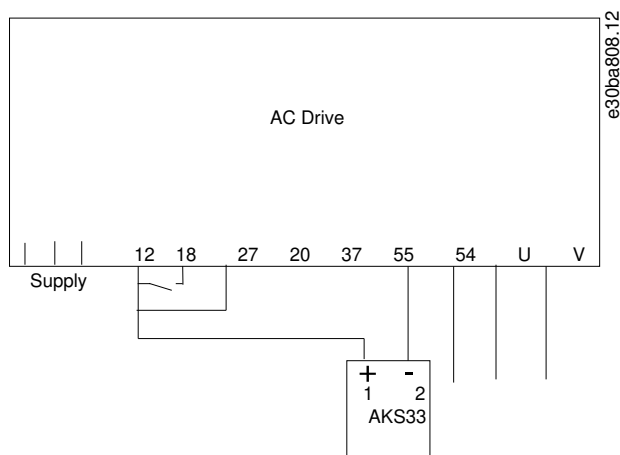 e30ba808.12
AC Drive
12 18 27 20 37 55 54 U V
Supply
+ -
1 2
AKS33